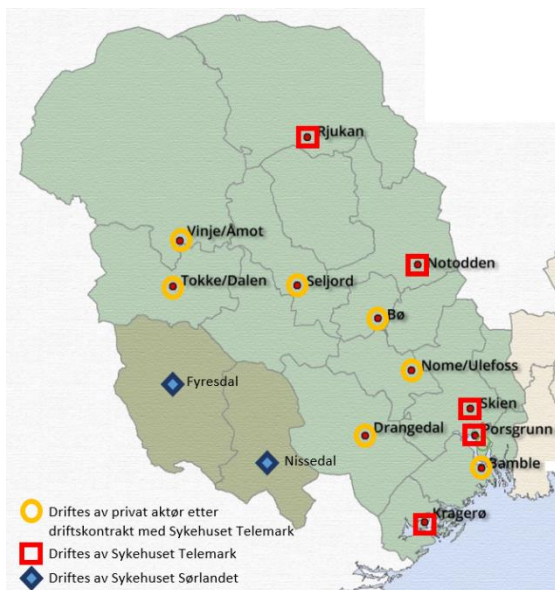 Rjukan
Vinje/Åmot
Notodden
Tokke/Dalen
Seljord
Bø
Nome/Ulefoss
Fyresdal
Skien
Drangedal
Porsgrunn
Nissedal
Bamble
Kragerø
Driftes av privat aktør etter
driftskontrakt med Sykehuset Telemark
Driftes av Sykehuset Telemark
Driftes av Sykehuset Sørlandet